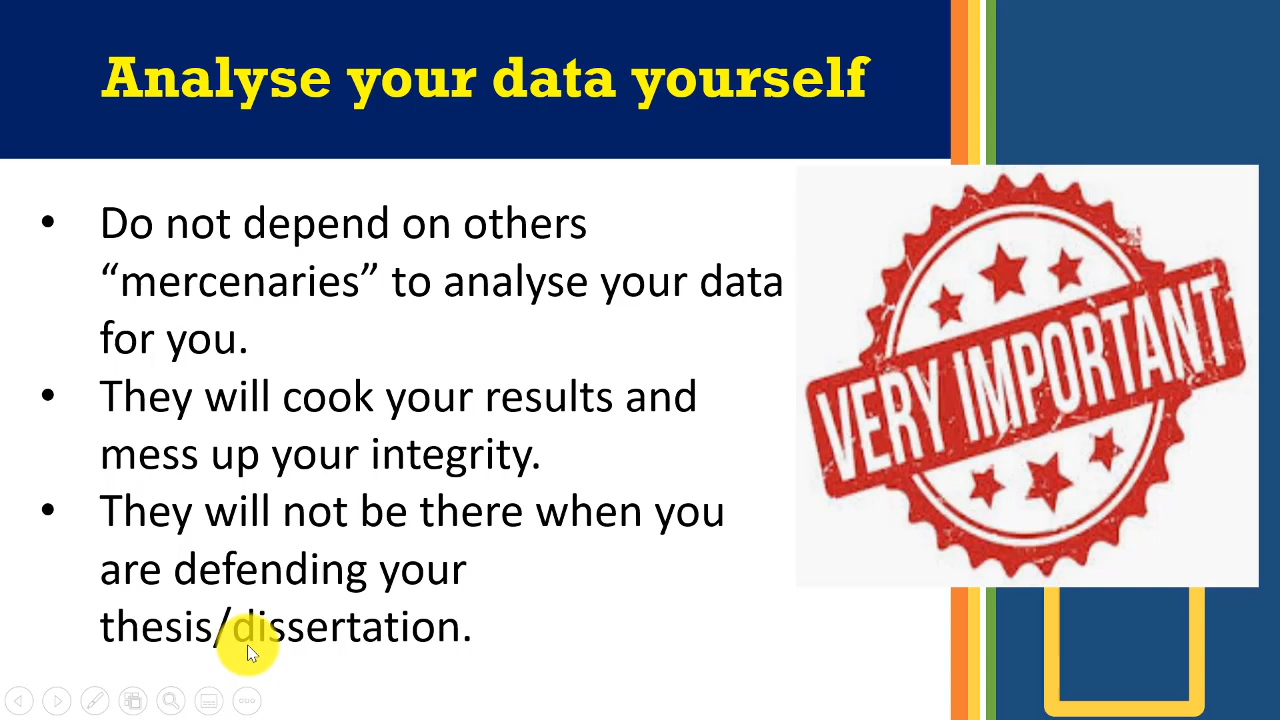 Analyse your data yourself
• Do not depend on others
“mercenaries” to analyse your data
for you.
• They will cook your results and
mess up your integrity.
• They will not be there when you
are defending your
thesis/dissertation.
VERY IMPORTANT